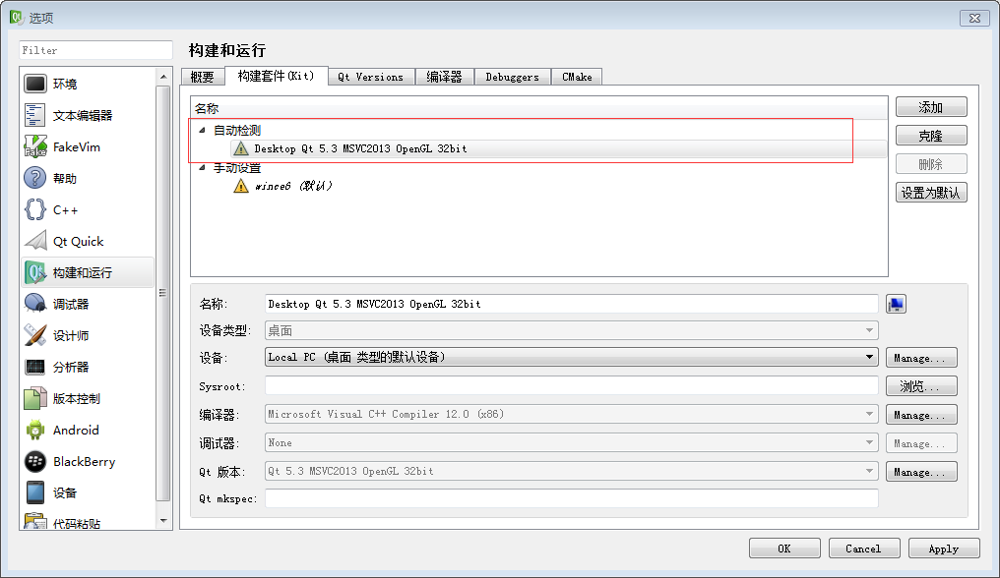 选项
Filter
环境
文本编辑器
FakeVim
帮助
C++
Qt Quick
构建和运行
调试器
设计师
分析器
版本控制
Android
BlackBerry
设备
代码粘贴
构建和运行
概要 构建套件(Kit) Qt Versions 编译器 Debuggers CMake
名称
自动检测
Desktop Qt 5.3 MSVC2013 OpenGL 32bit
手动设置
wince6 (默认)
添加
克隆
删除
设置为默认
名称: Desktop Qt 5.3 MSVC2013 OpenGL 32bit
设备类型: 桌面
设备: Local PC (桌面 类型的默认设备) Manage...
Sysroot: 浏览...
编译器: Microsoft Visual C++ Compiler 12.0 (x86) Manage...
调试器: None Manage...
Qt 版本: Qt 5.3 MSVC2013 OpenGL 32bit Manage...
Qt mkspec:
OK Cancel Apply